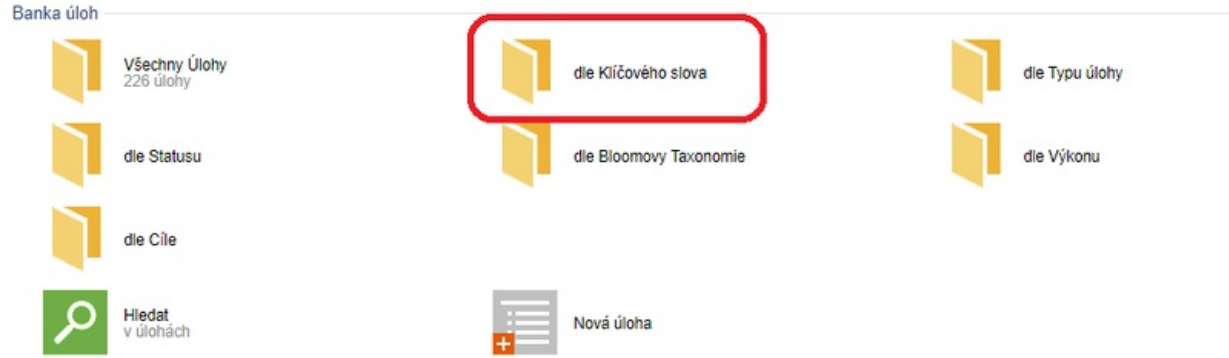 Banka úloh
Všechny Úlohy
226 úlohy
dle Klíčového slova
dle Typu úlohy
dle Statusu
dle Bloomovy Taxonomie
dle Výkonu
dle Cíle
Hledat
v úlohách
Nová úloha